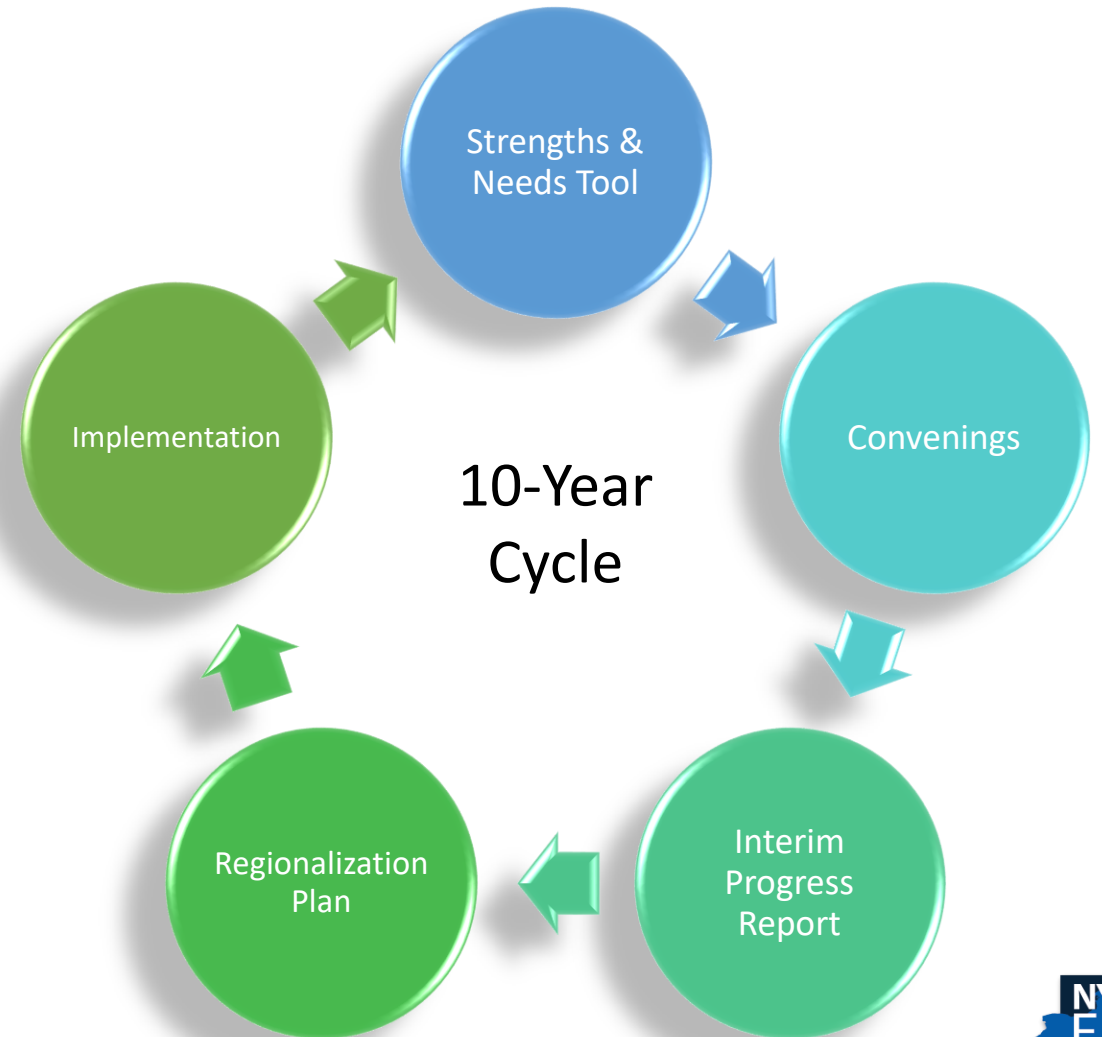 Strengths &
Needs Tool
Implementation
Convenings
10-Year
Cycle
Regionalization
Plan
Interim
Progress
Report